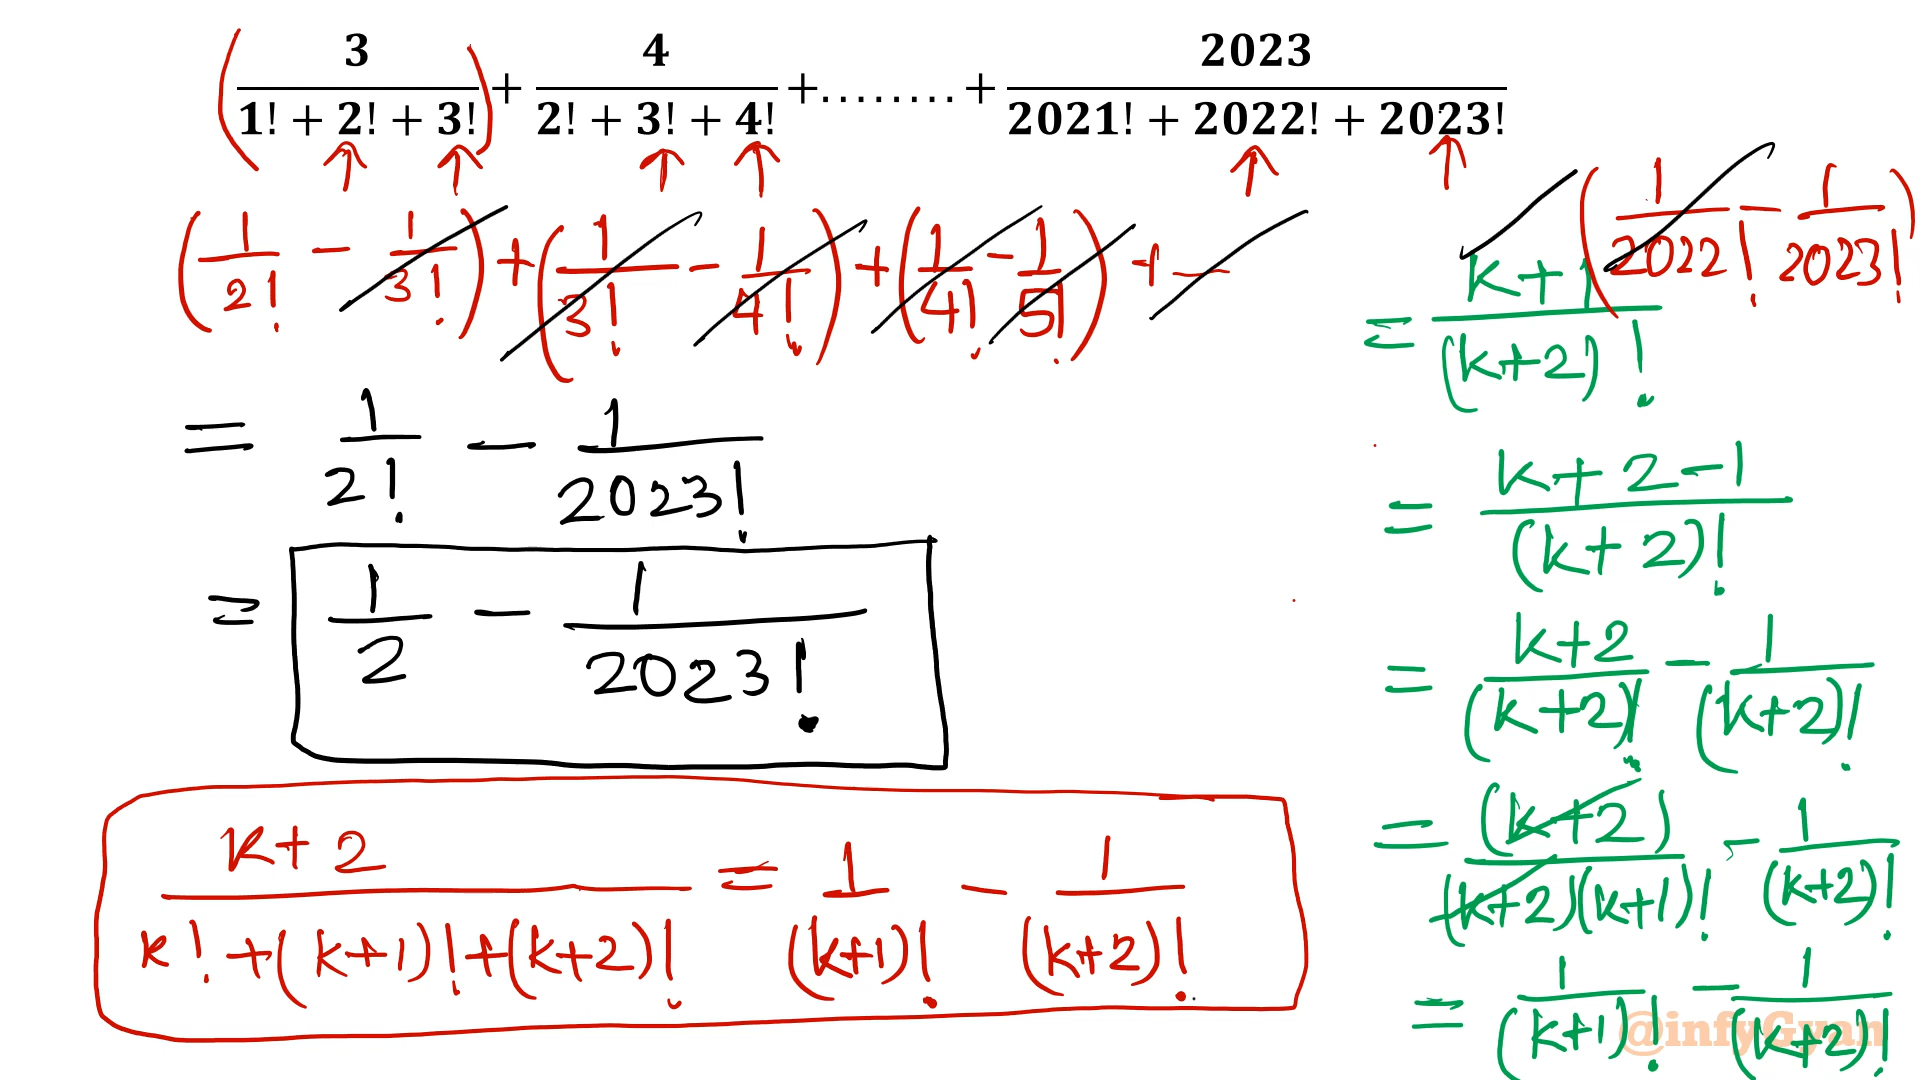 3/(1! + 2! + 3!) + 4/(2! + 3! + 4!) +........+ 2023/(2021! + 2022! + 2023!)
(1/2! − 1/3!) + (1/3! − 1/4!) + (1/4! − 1/5!) + − (1/2022! − 1/2023!)
= 1/2! − 1/2023!
= 1/2 − 1/2023!
(k+2)/(k! + (k+1)! + (k+2)!) = 1/(k+1)! − 1/(k+2)!
= (k+1)/(k+2)!
= (k+2−1)/(k+2)!
= (k+2)/(k+2)! − 1/(k+2)!
= (k+2)/((k+2)(k+1)!) − 1/(k+2)!
= 1/(k+1)! − 1/(k+2)!
@infyGyan